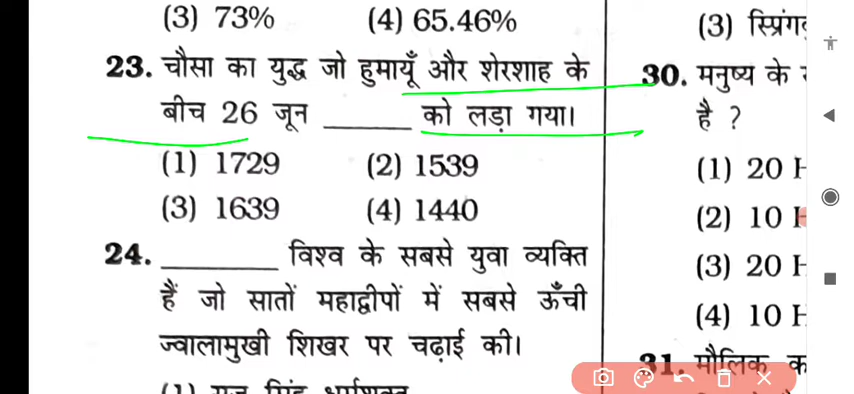 (3) 73% (4) 65.46%
23. चौसा का युद्ध जो हुमायूँ और शेरशाह के
बीच 26 जून ______ को लड़ा गया।
(1) 1729 (2) 1539
(3) 1639 (4) 1440
24. ________ विश्व के सबसे युवा व्यक्ति
हैं जो सातों महाद्वीपों में सबसे ऊँची
ज्वालामुखी शिखर पर चढ़ाई की।
(3)
30. मनुष्य के
है ?
(1) 20
(2) 10
(3) 20
(4) 10
31. मौलिक